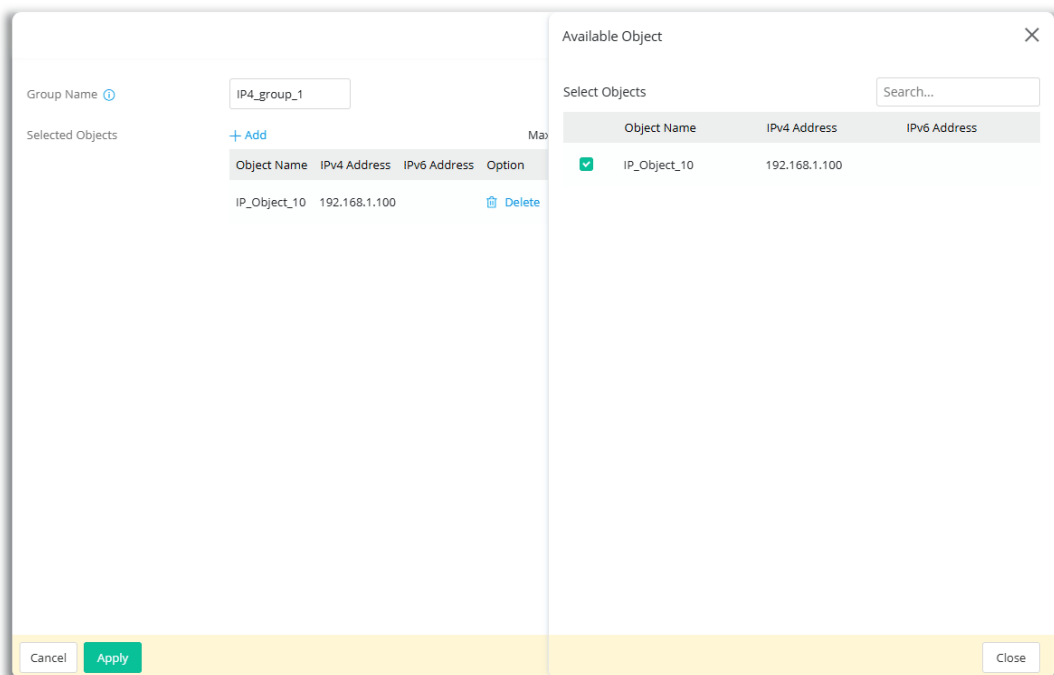 Available Object
Group Name
IP4_group_1
Selected Objects
Add
Max
Object Name IPv4 Address IPv6 Address Option
IP_Object_10 192.168.1.100 Delete
Select Objects
Search...
Object Name IPv4 Address IPv6 Address
IP_Object_10 192.168.1.100
Cancel
Apply
Close